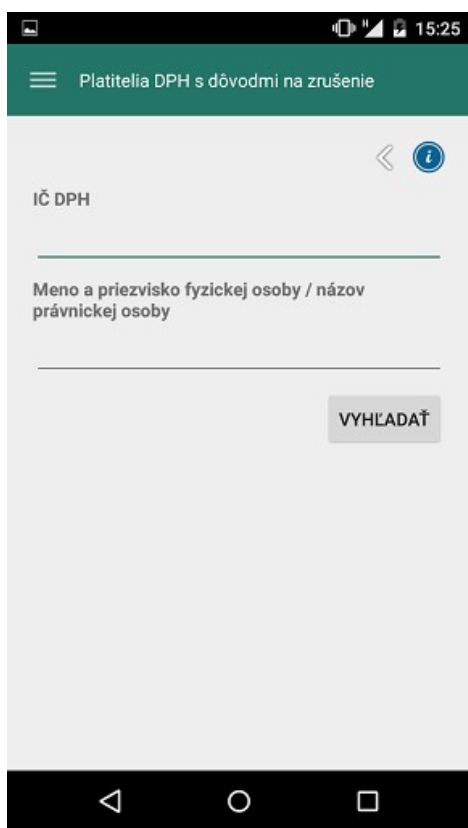 H 15:25
Platitelia DPH s dôvodmi na zrušenie
i
IČ DPH
Meno a priezvisko fyzickej osoby / názov
právnickej osoby
VYHĽADAŤ